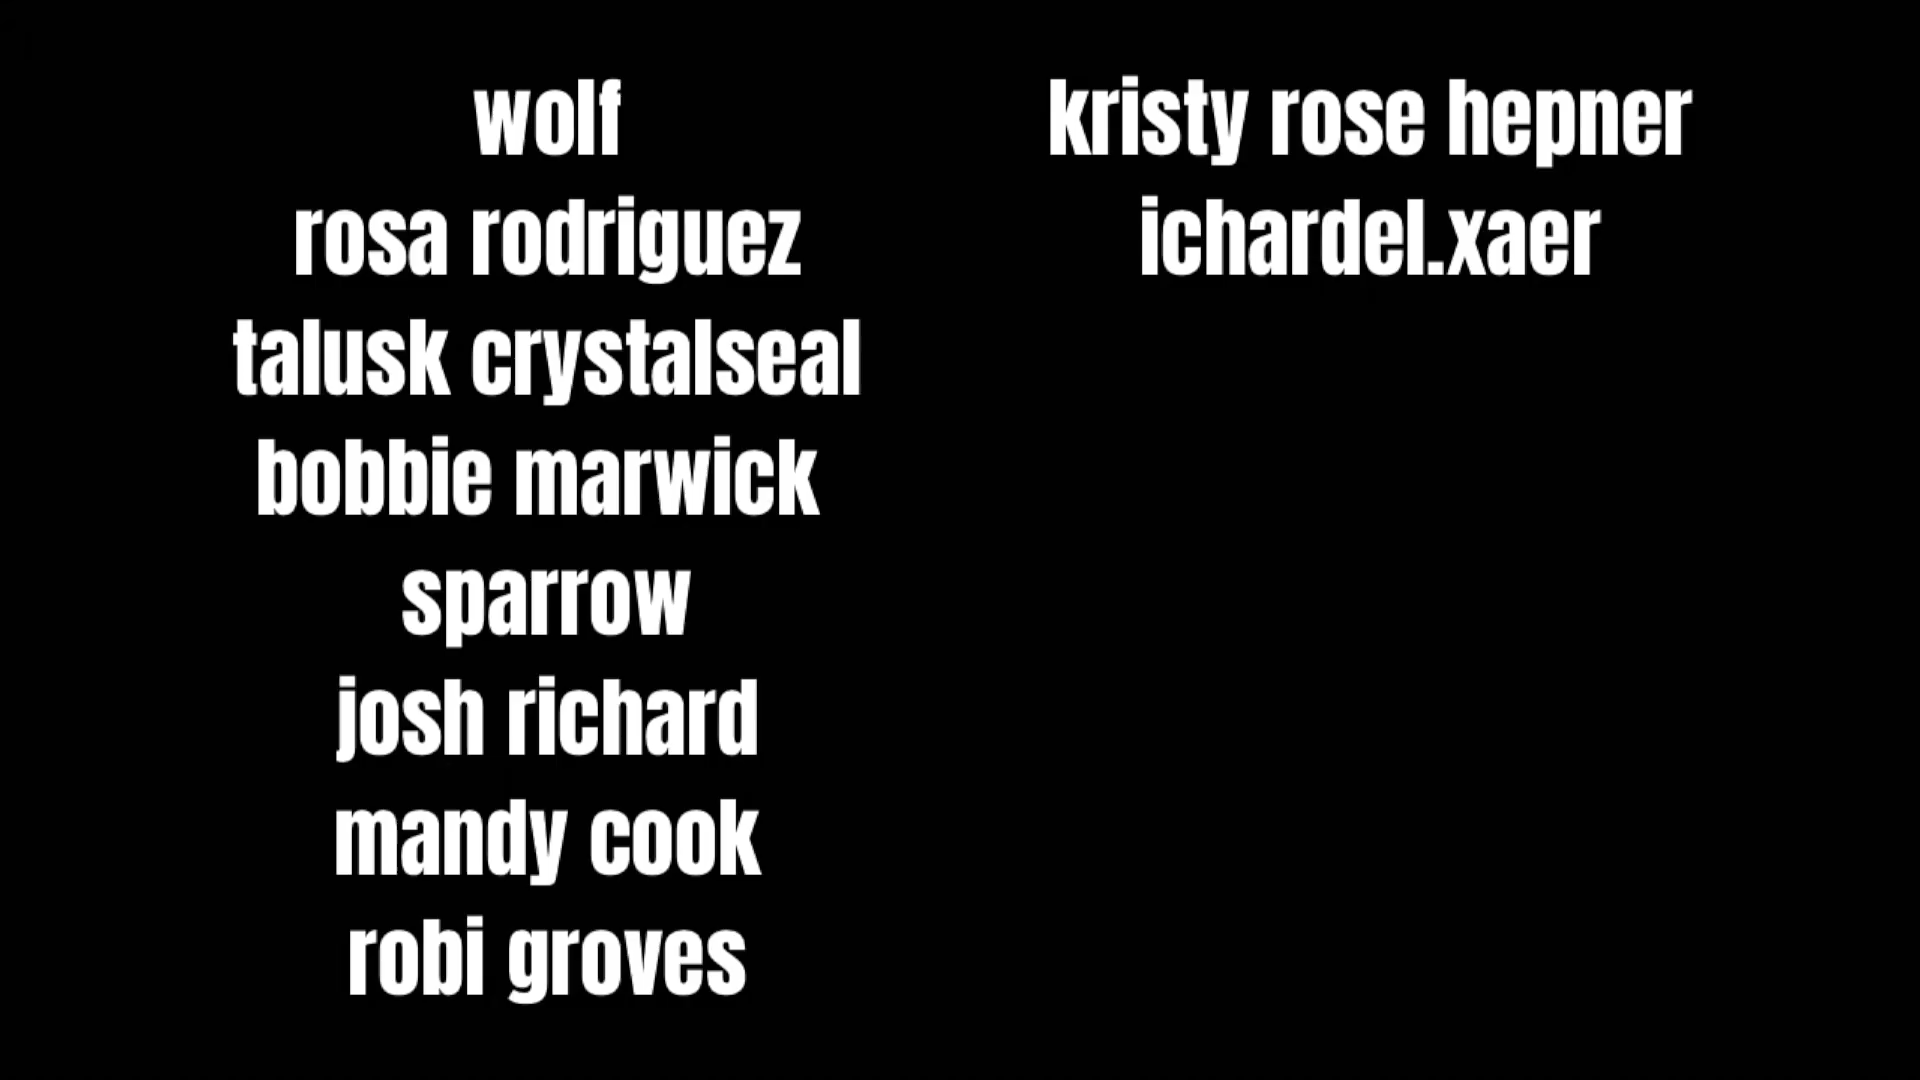 wolf
rosa rodriguez
talusk crystalseal
bobbie marwick
sparrow
josh richard
mandy cook
robi groves
kristy rose hepner
ichardel.xaer